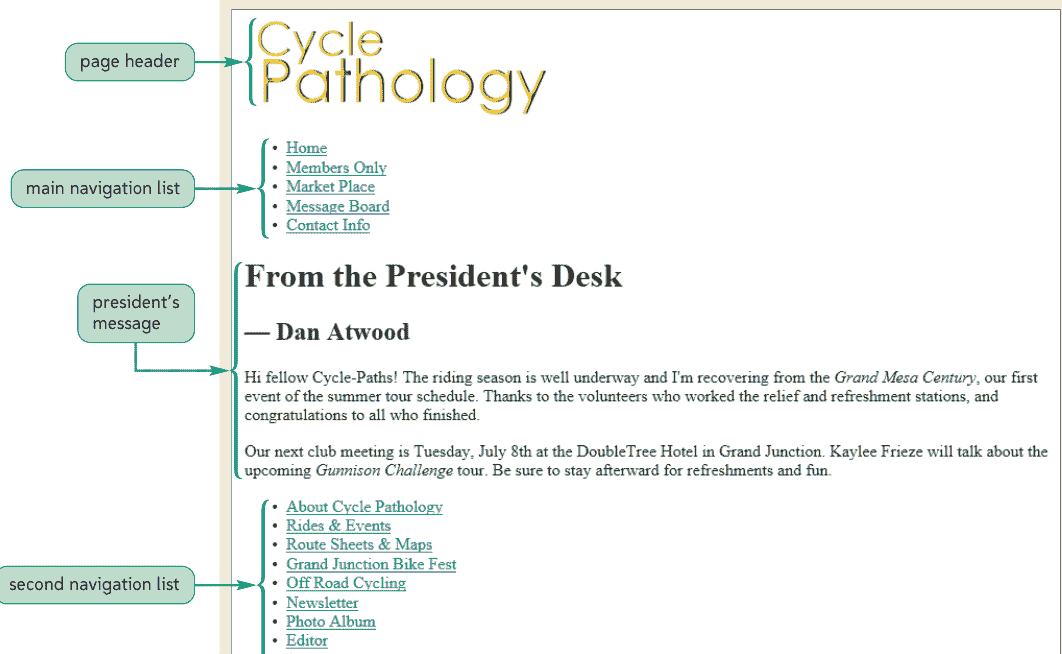 Cycle
Pathology
page header
Home
Members Only
main navigation list
Market Place
Message Board
Contact Info
From the President's Desk
president's
message
— Dan Atwood
Hi fellow Cycle-Paths! The riding season is well underway and I'm recovering from the Grand Mesa Century, our first
event of the summer tour schedule. Thanks to the volunteers who worked the relief and refreshment stations, and
congratulations to all who finished.
Our next club meeting is Tuesday, July 8th at the DoubleTree Hotel in Grand Junction. Kaylee Frieze will talk about the
upcoming Gunnison Challenge tour. Be sure to stay afterward for refreshments and fun.
About Cycle Pathology
Rides & Events
Route Sheets & Maps
Grand Junction Bike Fest
second navigation list
Off Road Cycling
Newsletter
Photo Album
Editor